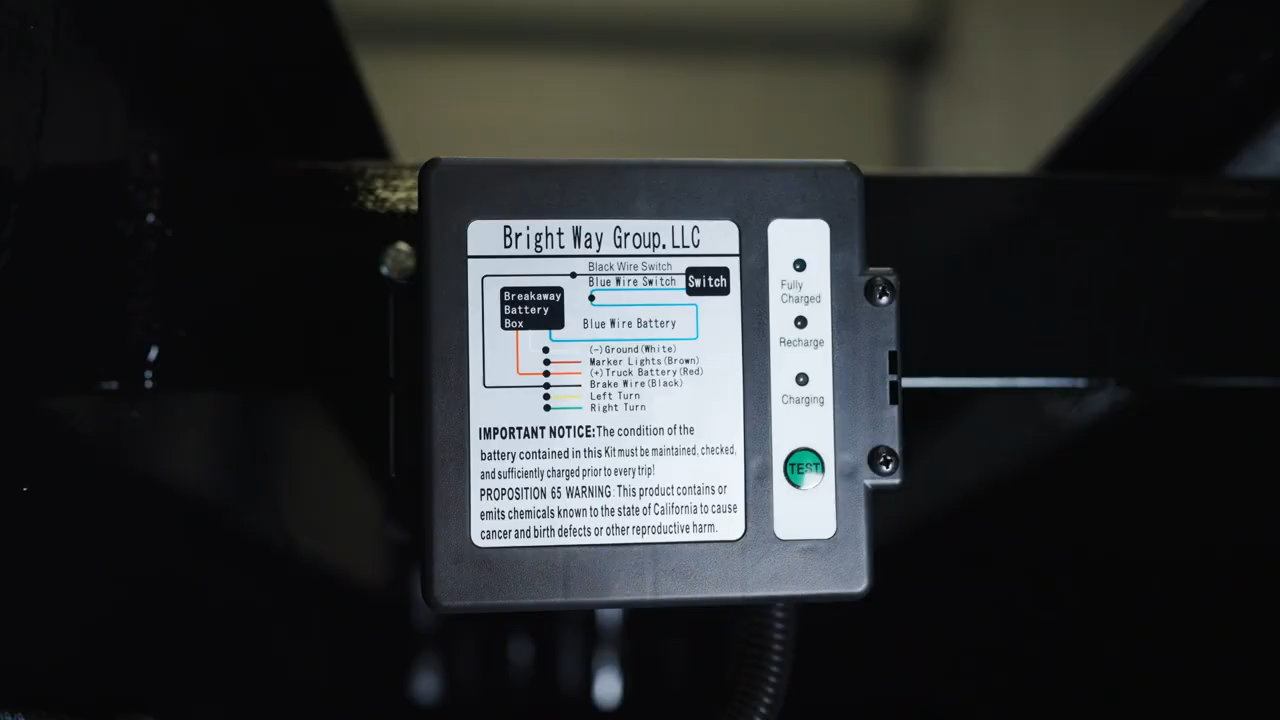 Bright Way Group, LLC
Black Wire Switch
Blue Wire Switch
Switch
Breakaway
Battery
Box
Blue Wire Battery
(-)Ground(White)
Marker Lights(Brown)
(+)Truck Battery(Red)
Brake Wire(Black)
Left Turn
Right Turn
IMPORTANT NOTICE:The condition of the
battery contained in this Kit must be maintained, checked,
and sufficiently charged prior to every trip!
PROPOSITION 65 WARNING: This product contains or
emits chemicals known to the state of California to cause
cancer and birth defects or other reproductive harm.
Fully
Charged
Recharge
Charging
TEST